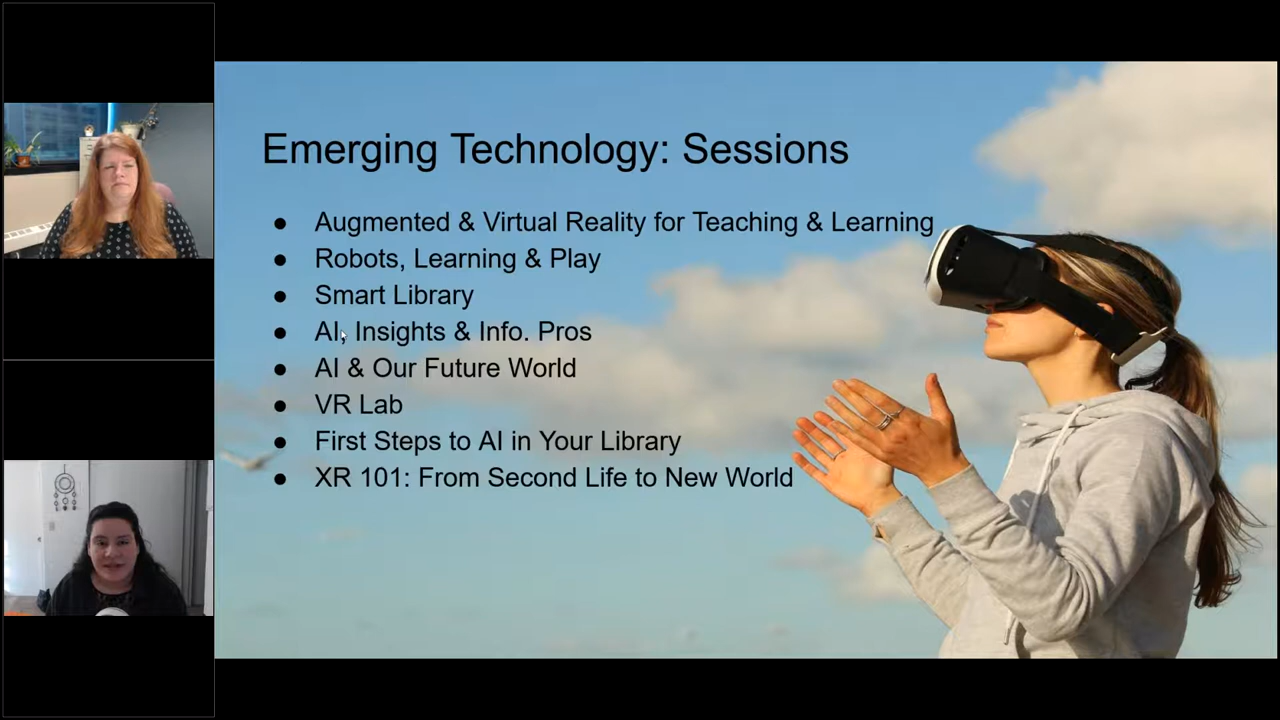 Emerging Technology: Sessions
● Augmented & Virtual Reality for Teaching & Learning
● Robots, Learning & Play
● Smart Library
● AI, Insights & Info. Pros
● AI & Our Future World
● VR Lab
● First Steps to AI in Your Library
● XR 101: From Second Life to New World